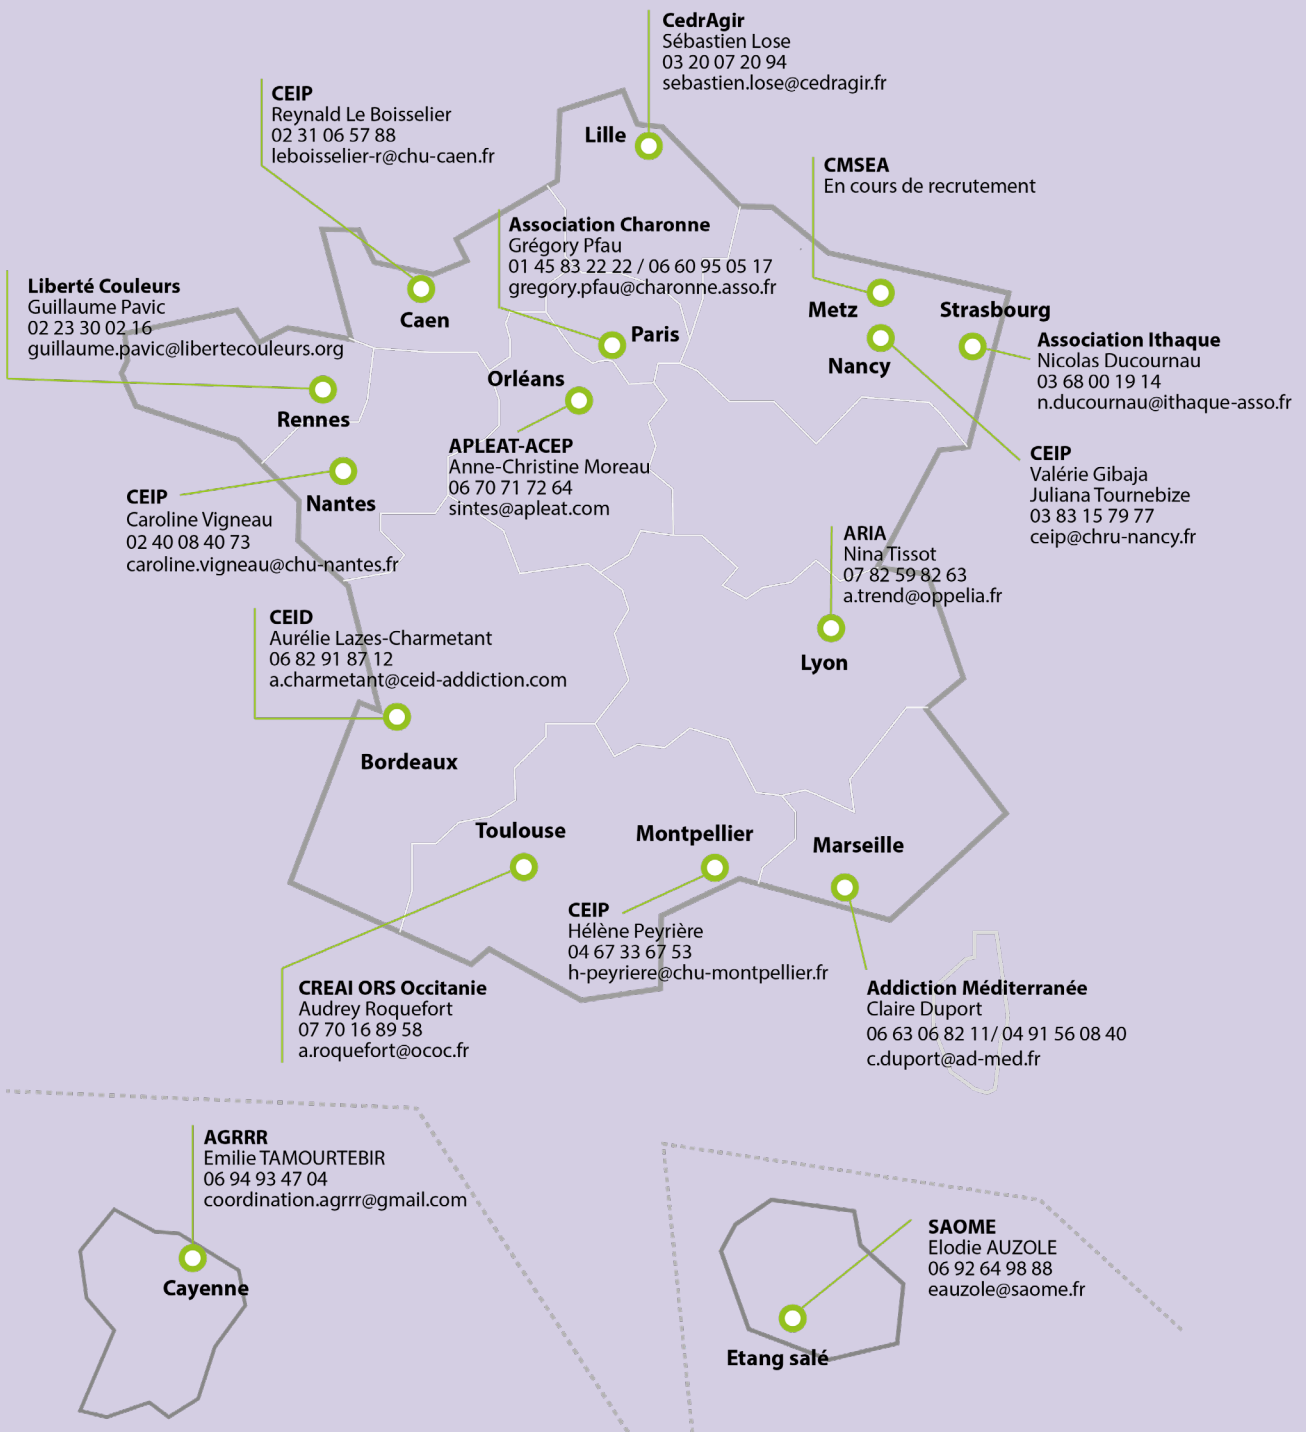 CedrAgir
Sébastien Lose
03 20 07 20 94
sebastien.lose@cedragir.fr
Lille
CEIP
Reynald Le Boisselier
02 31 06 57 88
leboisselier-r@chu-caen.fr
Caen
CMSEA
En cours de recrutement
Metz
Association Charonne
Grégory Pfau
01 45 83 22 22 / 06 60 95 05 17
gregory.pfau@charonne.asso.fr
Paris
Liberté Couleurs
Guillaume Pavic
02 23 30 02 16
guillaume.pavic@libertecouleurs.org
Rennes
Strasbourg
Association Ithaque
Nicolas Ducournau
03 68 00 19 14
n.ducournau@ithaque-asso.fr
Nancy
CEIP
Valérie Gibaja
Juliana Tournebize
03 83 15 79 77
ceip@chru-nancy.fr
Orléans
APLEAT-ACEP
Anne-Christine Moreau
06 70 71 72 64
sintes@apleat.com
Nantes
CEIP
Caroline Vigneau
02 40 08 40 73
caroline.vigneau@chu-nantes.fr
ARIA
Nina Tissot
07 82 59 82 63
a.trend@oppelia.fr
Lyon
CEID
Aurélie Lazes-Charmetant
06 82 91 87 12
a.charmetant@ceid-addiction.com
Bordeaux
Toulouse
CREAI ORS Occitanie
Audrey Roquefort
07 70 16 89 58
a.roquefort@ococ.fr
Montpellier
CEIP
Hélène Peyrière
04 67 33 67 53
h-peyriere@chu-montpellier.fr
Marseille
Addiction Méditerranée
Claire Duport
06 63 06 82 11/ 04 91 56 08 40
c.duport@ad-med.fr
AGRRR
Emilie TAMOURTEBIR
06 94 93 47 04
coordination.agrrr@gmail.com
Cayenne
SAOME
Elodie AUZOLE
06 92 64 98 88
eauzole@saome.fr
Etang salé